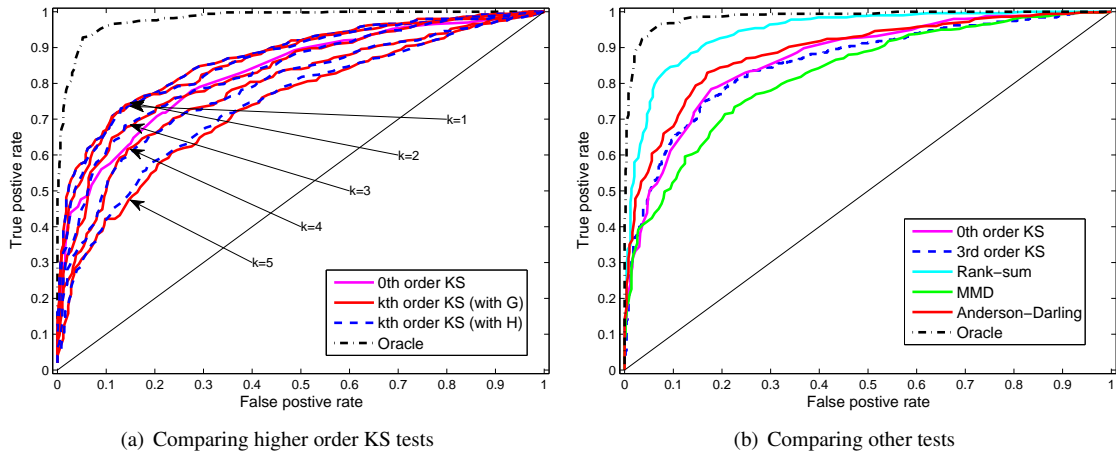 1
0.9
0.8
0.7
0.6
0.5
0.4
0.3
0.2
0.1
0
True postive rate
k=1
k=2
k=3
k=4
k=5
0th order KS
kth order KS (with G)
kth order KS (with H)
Oracle
0 0.1 0.2 0.3 0.4 0.5 0.6 0.7 0.8 0.9 1
False postive rate
(a) Comparing higher order KS tests
1
0.9
0.8
0.7
0.6
0.5
0.4
0.3
0.2
0.1
0
True postive rate
0th order KS
3rd order KS
Rank−sum
MMD
Anderson−Darling
Oracle
0 0.1 0.2 0.3 0.4 0.5 0.6 0.7 0.8 0.9 1
False postive rate
(b) Comparing other tests